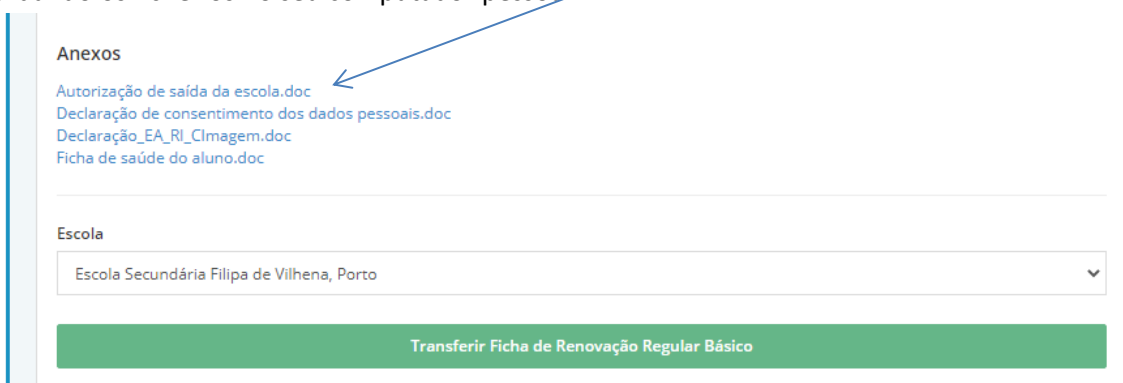 Anexos
Autorização de saída da escola.doc
Declaração de consentimento dos dados pessoais.doc
Declaração_EA_RI_CImagem.doc
Ficha de saúde do aluno.doc
Escola
Escola Secundária Filipa de Vilhena, Porto
Transferir Ficha de Renovação Regular Básico